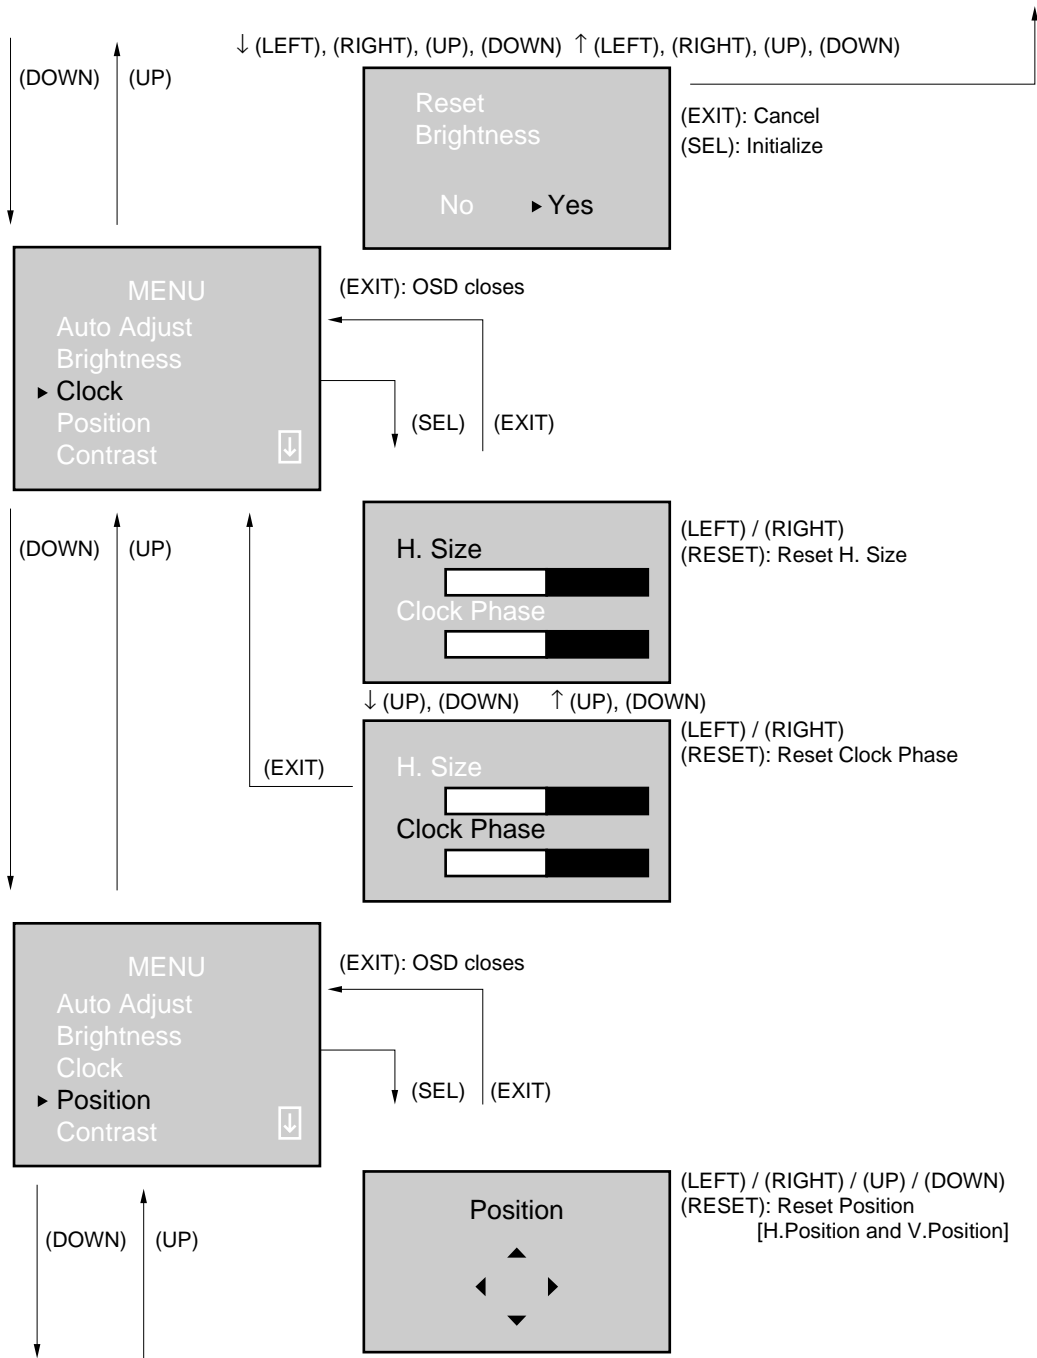 ↓ (LEFT), (RIGHT), (UP), (DOWN) ↑ (LEFT), (RIGHT), (UP), (DOWN)
(DOWN) (UP)
Reset
Brightness
No ▸ Yes
(EXIT): Cancel
(SEL): Initialize
MENU
Auto Adjust
Brightness
▸ Clock
Position
Contrast ↓
(EXIT): OSD closes
(SEL) (EXIT)
(DOWN) (UP)
H. Size
Clock Phase
(LEFT) / (RIGHT)
(RESET): Reset H. Size
↓ (UP), (DOWN) ↑ (UP), (DOWN)
(EXIT)
H. Size
Clock Phase
(LEFT) / (RIGHT)
(RESET): Reset Clock Phase
MENU
Auto Adjust
Brightness
Clock
▸ Position
Contrast ↓
(EXIT): OSD closes
(SEL) (EXIT)
(DOWN) (UP)
Position
(LEFT) / (RIGHT) / (UP) / (DOWN)
(RESET): Reset Position
[H.Position and V.Position]